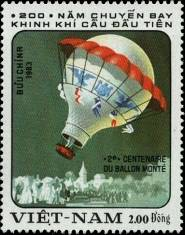 •200• NĂM CHUYẾN BAY
KHINH KHÍ CẦU ĐẦU TIÊN
BƯU CHÍNH
1983
•2e• CENTENAIRE
DU BALLON MONTÉ
VIỆT-NAM 2.00 Đồng